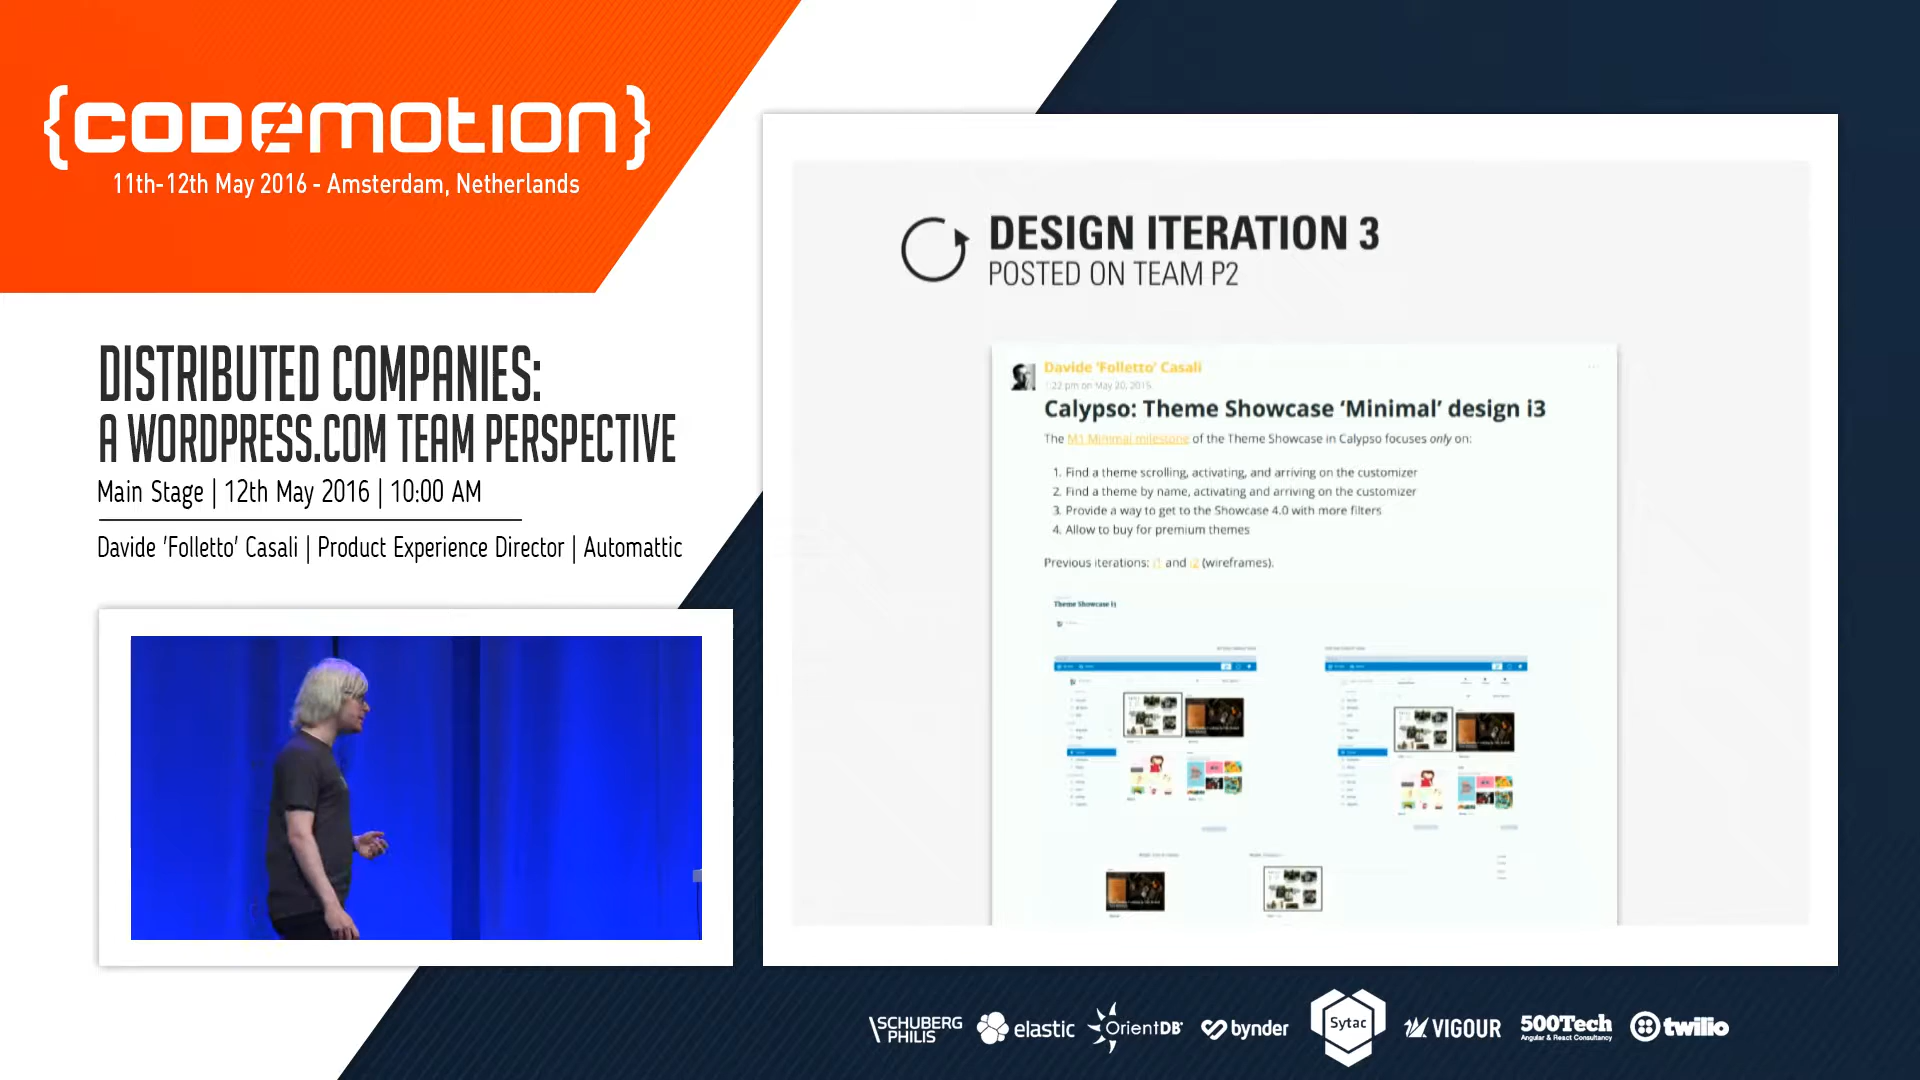 {CODEMOTION}
11th-12th May 2016 - Amsterdam, Netherlands
DISTRIBUTED COMPANIES:
A WORDPRESS.COM TEAM PERSPECTIVE
Main Stage | 12th May 2016 | 10:00 AM
Davide 'Folletto' Casali | Product Experience Director | Automattic
DESIGN ITERATION 3
POSTED ON TEAM P2
Davide 'Folletto' Casali
1:22 pm on May 20, 2015
Calypso: Theme Showcase 'Minimal' design i3
The M1 Minimal milestone of the Theme Showcase in Calypso focuses only on:
1. Find a theme scrolling, activating, and arriving on the customizer
2. Find a theme by name, activating and arriving on the customizer
3. Provide a way to get to the Showcase 4.0 with more filters
4. Allow to buy for premium themes
Previous iterations: i1 and i2 (wireframes).
Theme Showcase i3
SCHUBERG
PHILIS
elastic
OrientDB
bynder
Sytac
VIGOUR
500Tech
Angular & React Consultancy
twilio